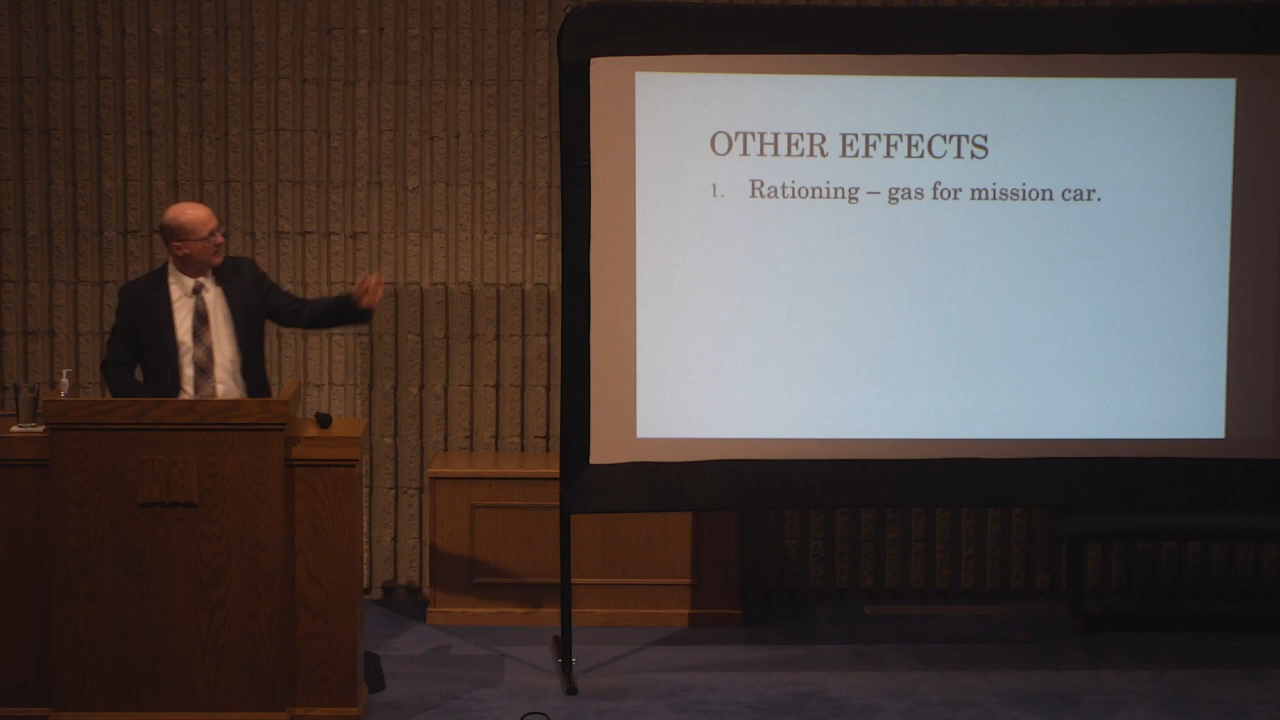 OTHER EFFECTS
1. Rationing – gas for mission car.